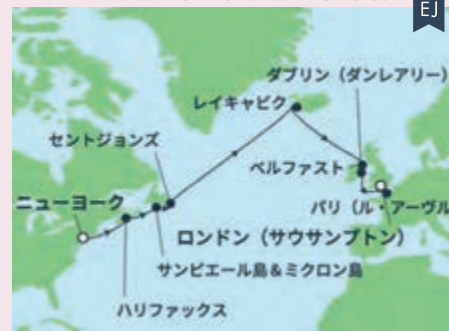 EJ
ダブリン（ダンレアリー）
レイキャビク
セントジョンズ
ベルファスト
ニューヨーク
パリ（ル・アーヴル
ロンドン（サウサンプトン）
サンピエール島＆ミクロン島
ハリファックス